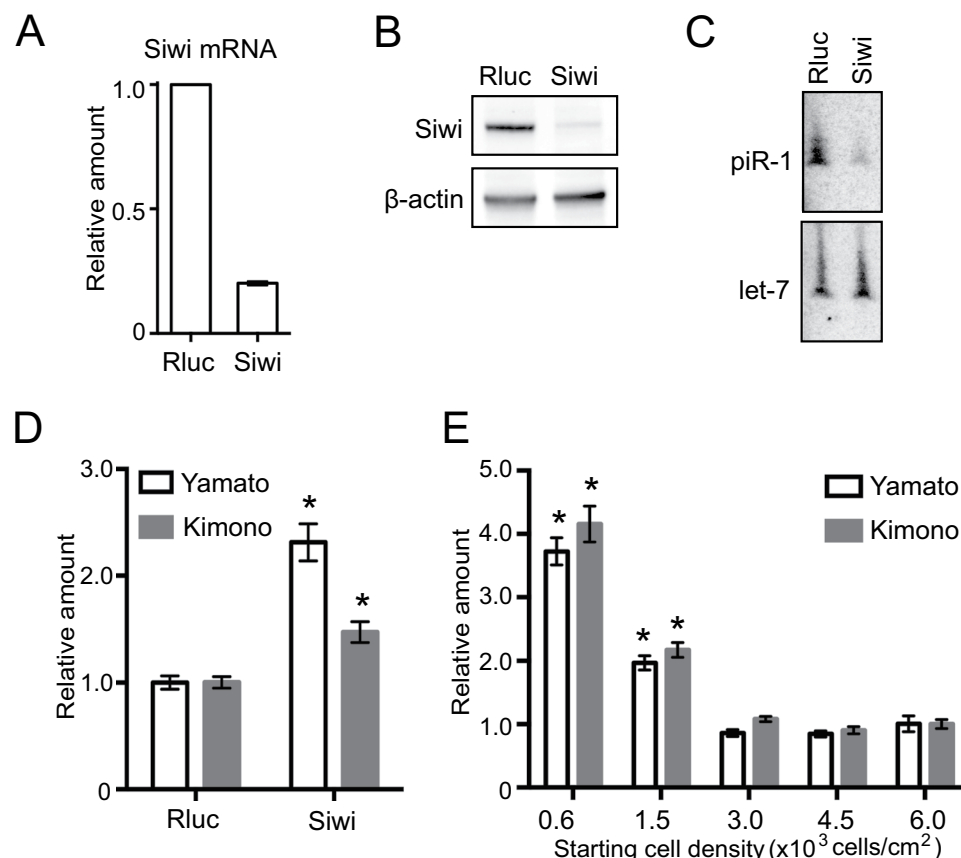 A
Siwi mRNA
Relative amount
1.0
0.5
0
Rluc Siwi
B
Rluc Siwi
Siwi
β-actin
C
Rluc Siwi
piR-1
let-7
D
Relative amount
3.0
2.0
1.0
0
Yamato
Kimono
* *
Rluc Siwi
E
Relative amount
5.0
4.0
3.0
2.0
1.0
0
Yamato
Kimono
* * * *
0.6 1.5 3.0 4.5 6.0
Starting cell density (x10³ cells/cm²)